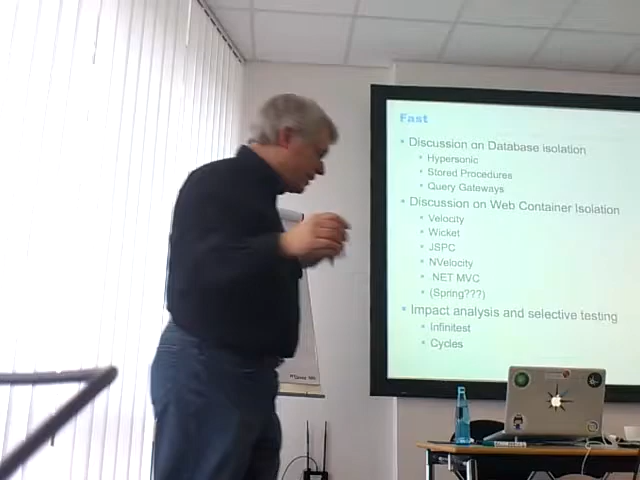 Fast
Discussion on Database isolation
Hypersonic
Stored Procedures
Query Gateways
Discussion on Web Container Isolation
Velocity
Wicket
JSPC
NVelocity
.NET MVC
(Spring???)
Impact analysis and selective testing
Infinitest
Cycles